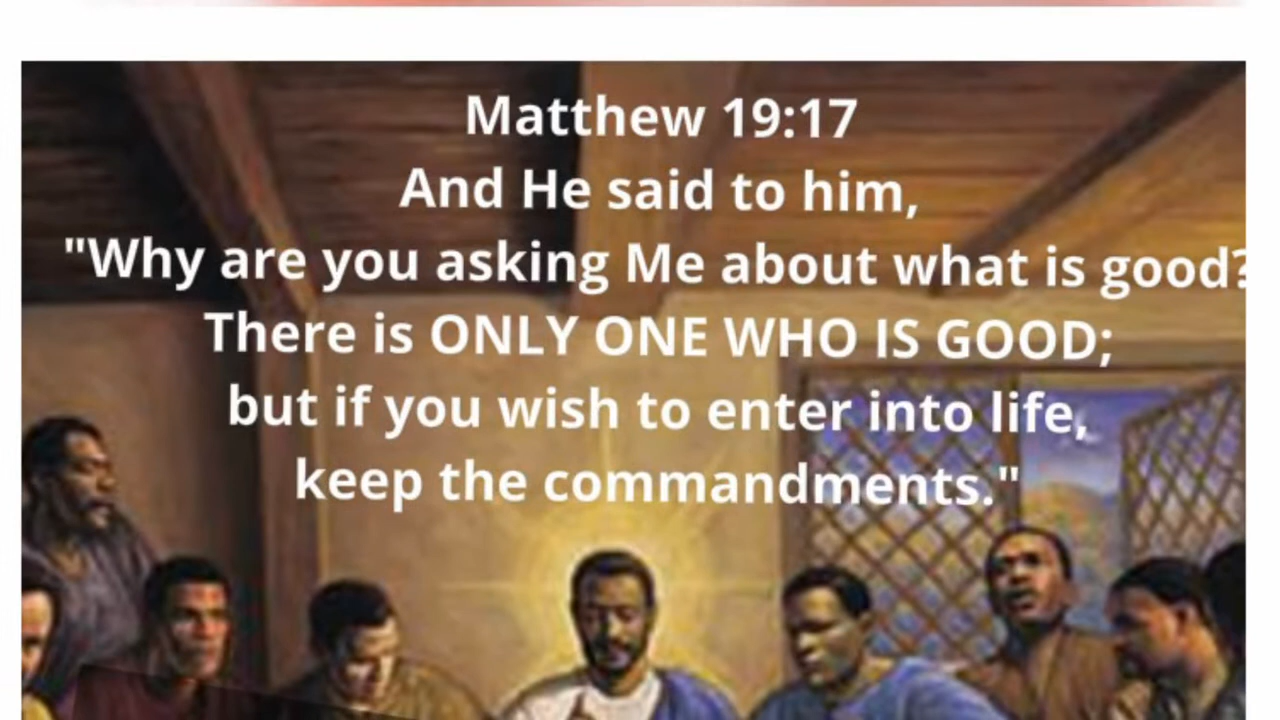 Matthew 19:17
And He said to him,
"Why are you asking Me about what is good?
There is ONLY ONE WHO IS GOOD;
but if you wish to enter into life,
keep the commandments."